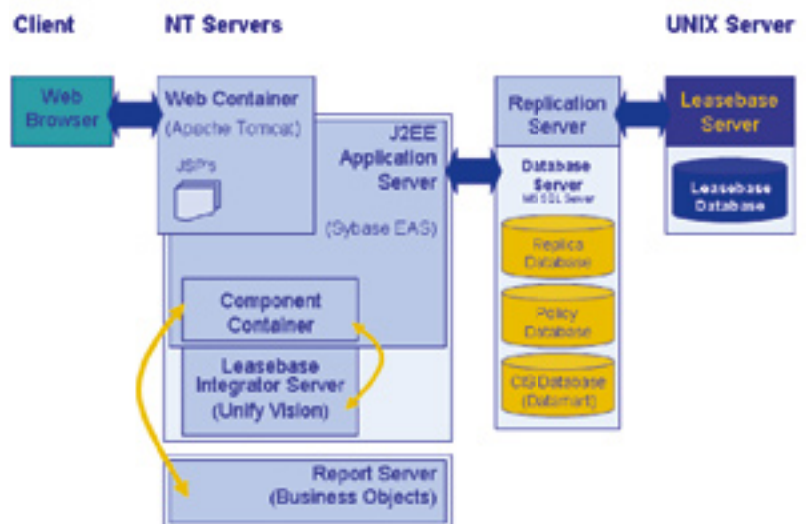 Client
NT Servers
UNIX Server
Web
Browser
Web Container
(Apache Tomcat)
JSP's
J2EE
Application
Server
(Sybase EAS)
Component
Container
Leasebase
Integrator Server
(Unify Vision)
Report Server
(Business Objects)
Replication
Server
Database
Server
MS SQL Server
Replica
Database
Policy
Database
CIS Database
(Datamart)
Leasebase
Server
Leasebase
Database